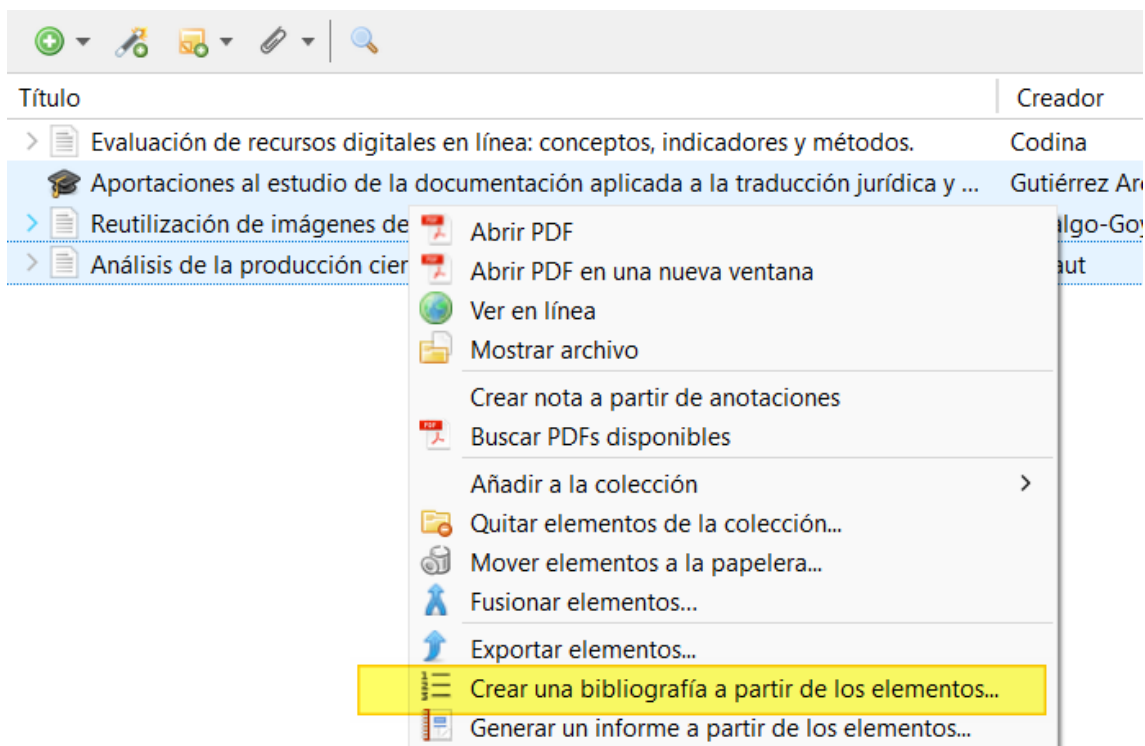 Título Creador
Evaluación de recursos digitales en línea: conceptos, indicadores y métodos. Codina
Aportaciones al estudio de la documentación aplicada a la traducción jurídica y ... Gutiérrez Are
Reutilización de imágenes de
Análisis de la producción cien
Abrir PDF
Abrir PDF en una nueva ventana
Ver en línea
Mostrar archivo
Crear nota a partir de anotaciones
Buscar PDFs disponibles
Añadir a la colección
Quitar elementos de la colección...
Mover elementos a la papelera...
Fusionar elementos...
Exportar elementos...
Crear una bibliografía a partir de los elementos...
Generar un informe a partir de los elementos...